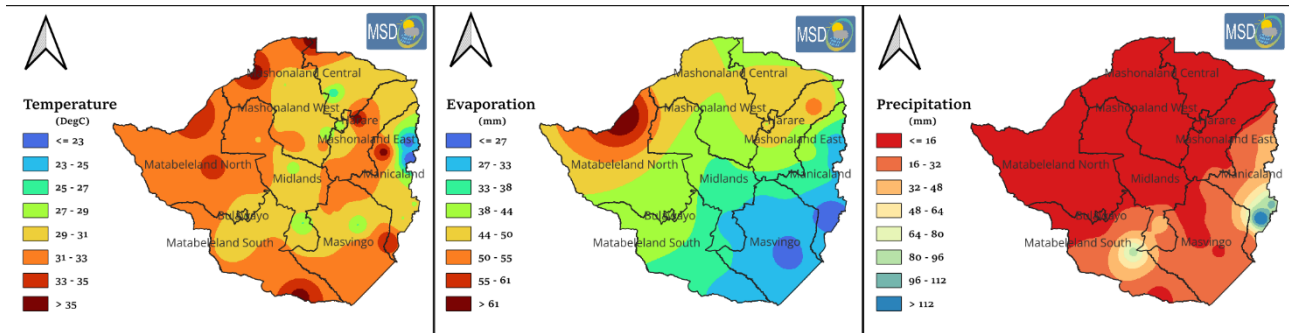 MSD
Mashonaland Central
Temperature
(DegC)
Mashonaland West
Harare
Mashonaland East
<= 23
23 - 25
Matabeleland North
25 - 27
Midlands
Manicaland
27 - 29
29 - 31
Bulawayo
31 - 33
Matabeleland South
Masvingo
33 - 35
> 35
MSD
Mashonaland Central
Evaporation
(mm)
Mashonaland West
Harare
Mashonaland East
<= 27
27 - 33
Matabeleland North
33 - 38
Midlands
Manicaland
38 - 44
44 - 50
Bulawayo
50 - 55
Matabeleland South
Masvingo
55 - 61
> 61
MSD
Mashonaland Central
Precipitation
(mm)
Mashonaland West
Harare
Mashonaland East
<= 16
16 - 32
Matabeleland North
32 - 48
Midlands
Manicaland
48 - 64
64 - 80
Bulawayo
80 - 96
Matabeleland South
Masvingo
96 - 112
> 112